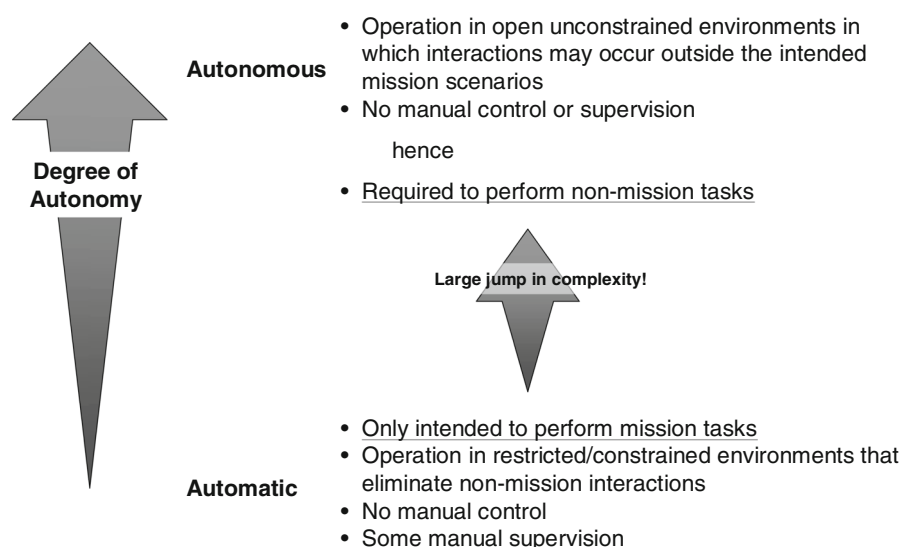 • Operation in open unconstrained environments in
which interactions may occur outside the intended
mission scenarios
Autonomous
• No manual control or supervision
hence
• Required to perform non-mission tasks
Degree of
Autonomy
Large jump in complexity!
• Only intended to perform mission tasks
• Operation in restricted/constrained environments that
eliminate non-mission interactions
Automatic
• No manual control
• Some manual supervision